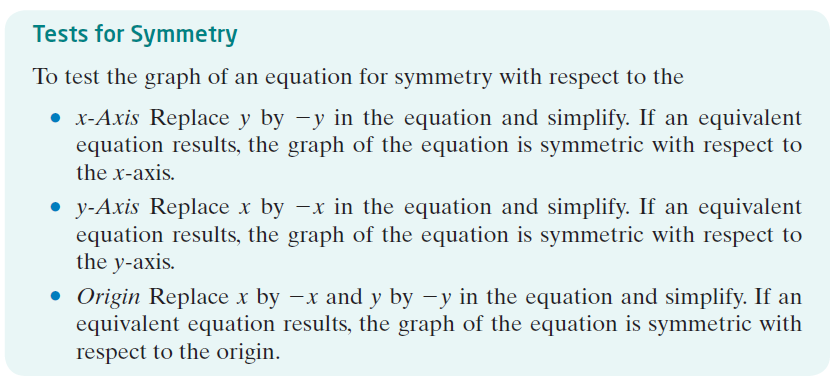 Tests for Symmetry
To test the graph of an equation for symmetry with respect to the
• x-Axis Replace y by −y in the equation and simplify. If an equivalent
equation results, the graph of the equation is symmetric with respect to
the x-axis.
• y-Axis Replace x by −x in the equation and simplify. If an equivalent
equation results, the graph of the equation is symmetric with respect to
the y-axis.
• Origin Replace x by −x and y by −y in the equation and simplify. If an
equivalent equation results, the graph of the equation is symmetric with
respect to the origin.